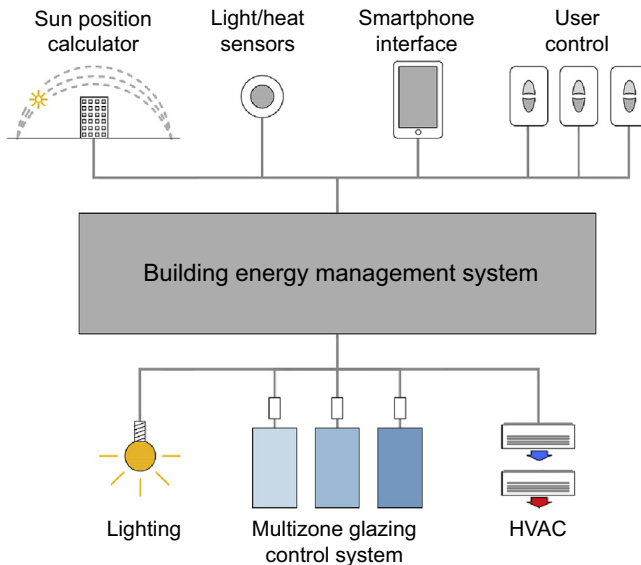 Sun position
calculator
Light/heat
sensors
Smartphone
interface
User
control
Building energy management system
Lighting
Multizone glazing
control system
HVAC